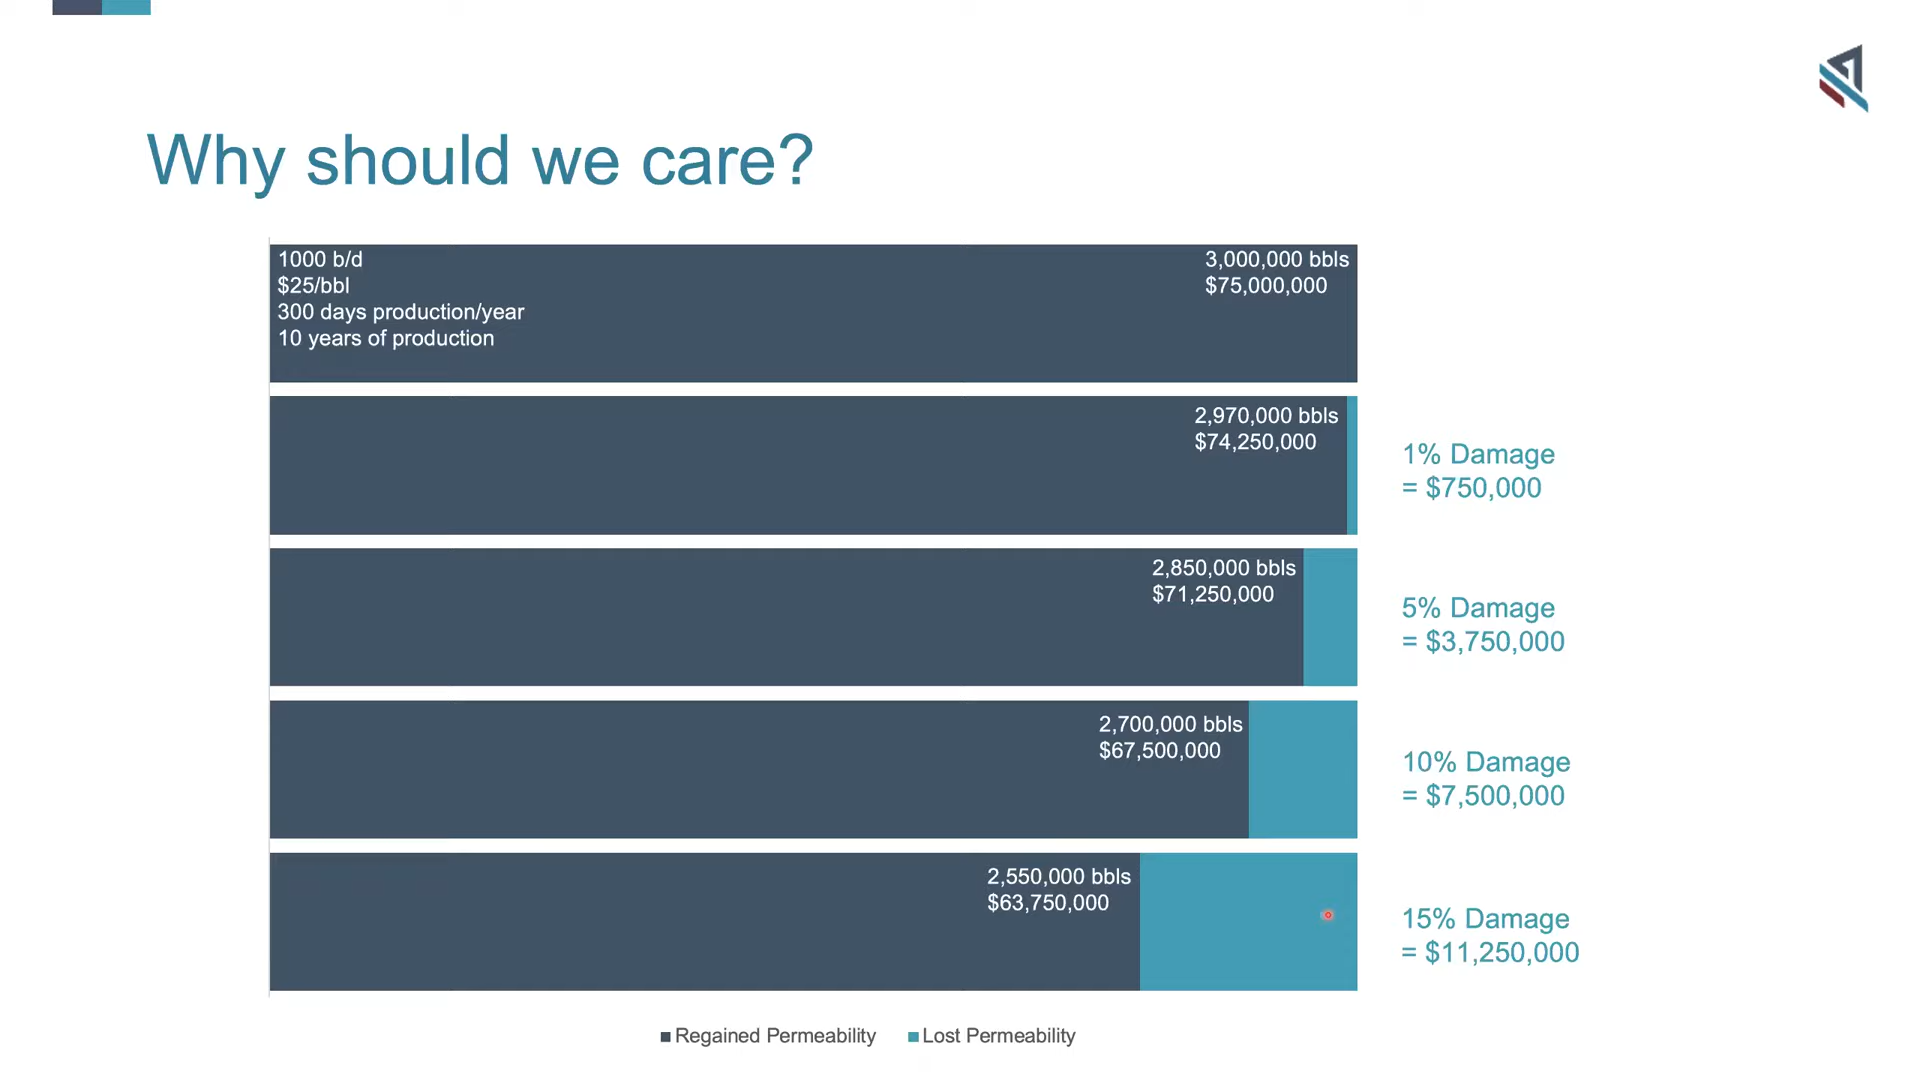 Why should we care?
1000 b/d
$25/bbl
300 days production/year
10 years of production
3,000,000 bbls
$75,000,000
2,970,000 bbls
$74,250,000
1% Damage
= $750,000
2,850,000 bbls
$71,250,000
5% Damage
= $3,750,000
2,700,000 bbls
$67,500,000
10% Damage
= $7,500,000
2,550,000 bbls
$63,750,000
15% Damage
= $11,250,000
Regained Permeability
Lost Permeability